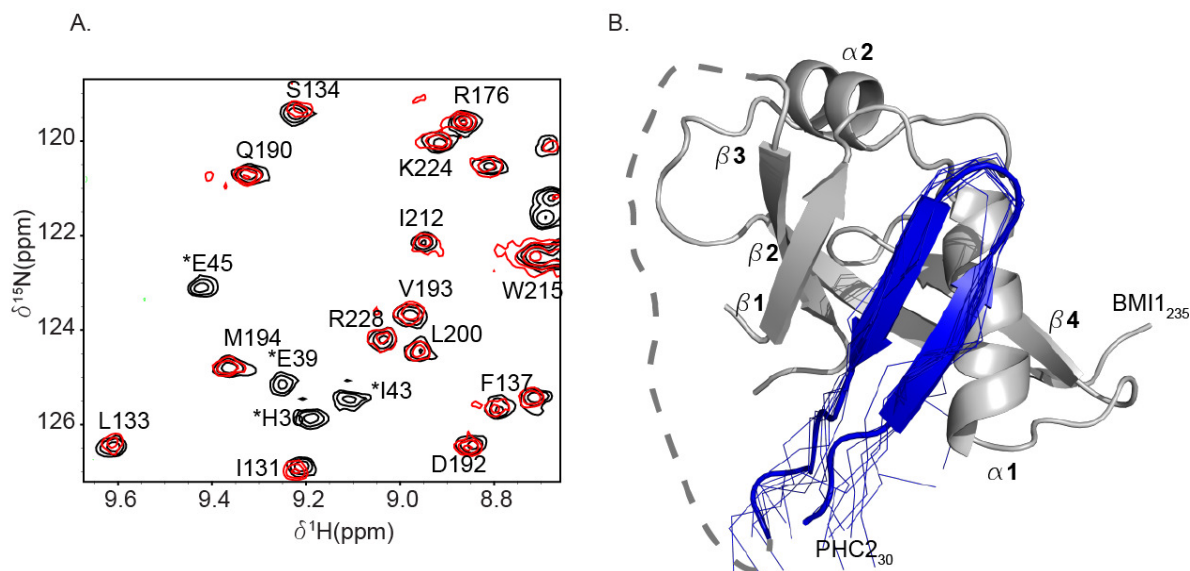 A.
S134
R176
120
Q190
K224
I212
122
*E45
V193
W215
δ¹⁵N(ppm)
124
R228
L200
M194
*E39
*I43
F137
*H36
126
L133
I131
D192
9.6 9.4 9.2 9.0 8.8
δ¹H(ppm)
B.
α2
β3
β2
β1
BMI1₂₃₅
β4
α1
PHC2₃₀